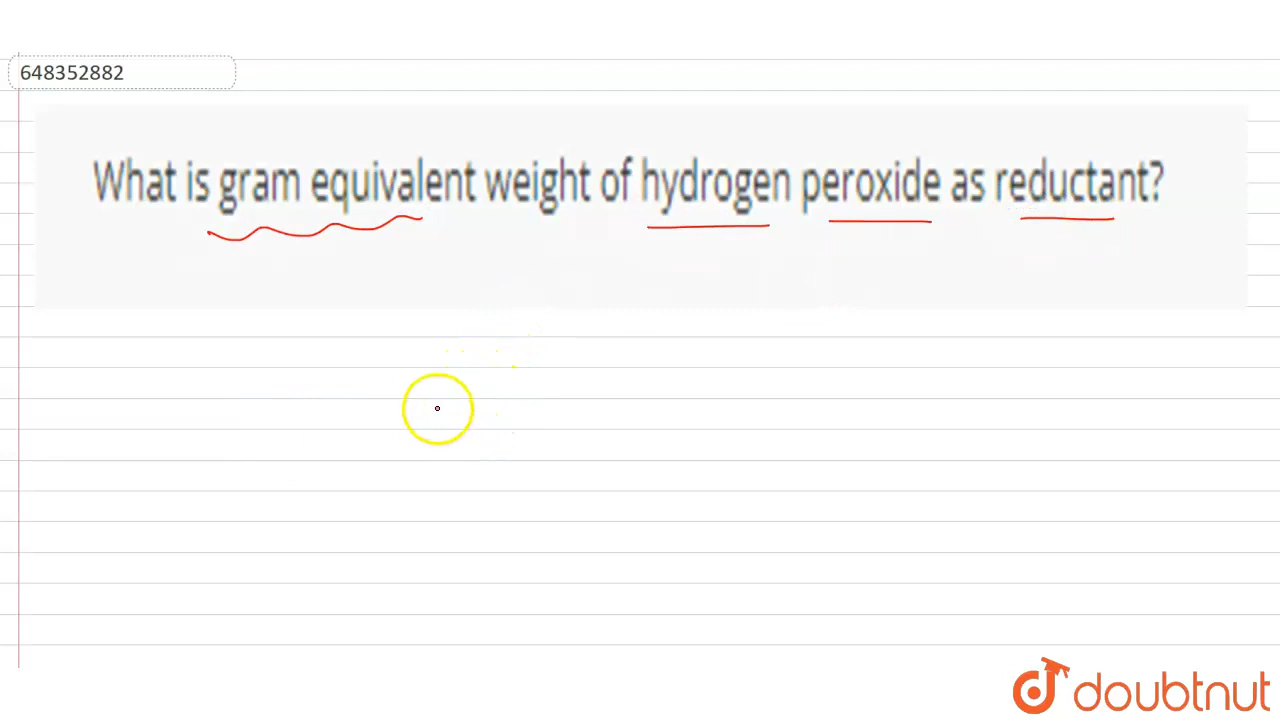 648352882
What is gram equivalent weight of hydrogen peroxide as reductant?
doubtnut